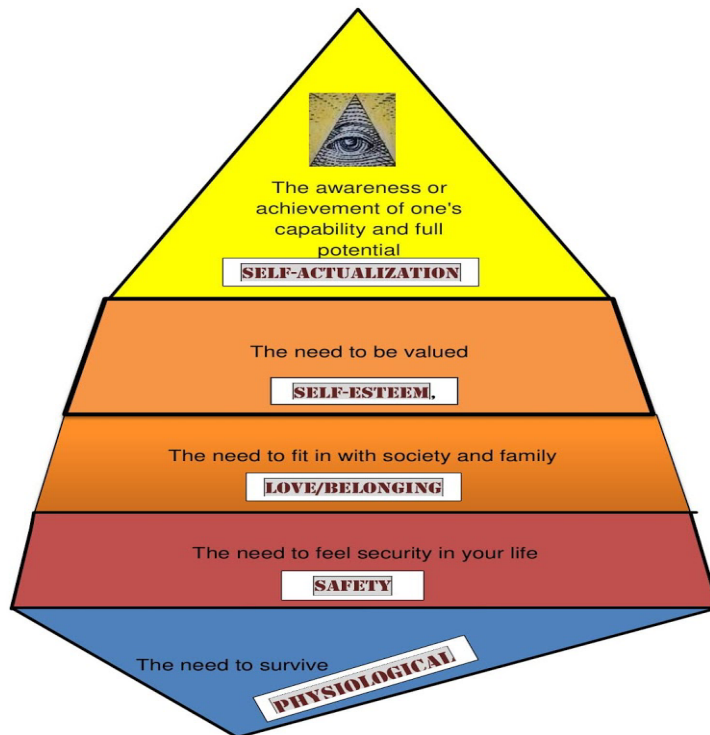 The awareness or
achievement of one's
capability and full
potential
SELF-ACTUALIZATION
The need to be valued
SELF-ESTEEM,
The need to fit in with society and family
LOVE/BELONGING
The need to feel security in your life
SAFETY
The need to survive
PHYSIOLOGICAL